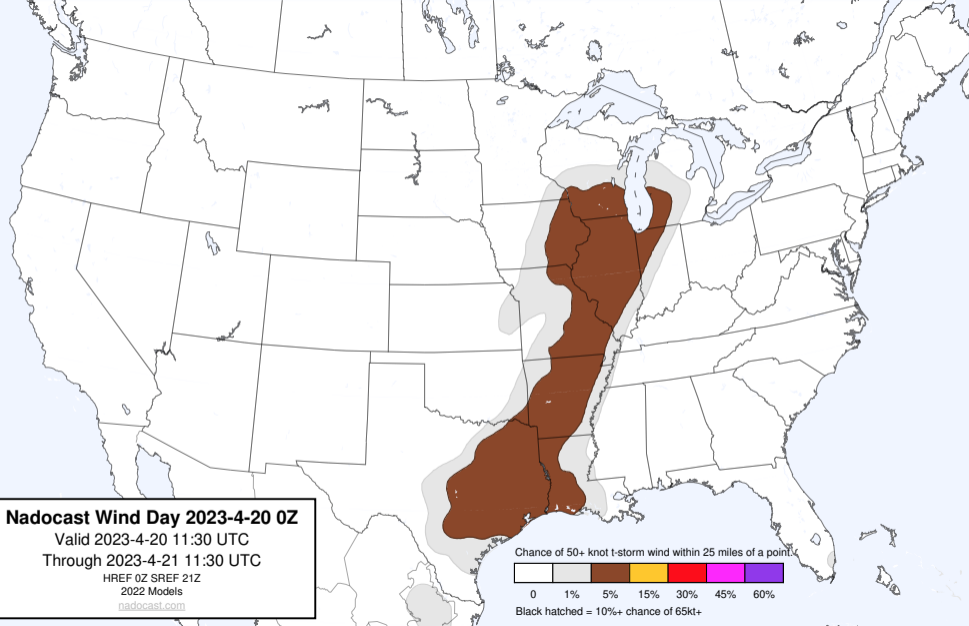 Nadocast Wind Day 2023-4-20 0Z
Valid 2023-4-20 11:30 UTC
Through 2023-4-21 11:30 UTC
HREF 0Z SREF 21Z
2022 Models
nadocast.com
Chance of 50+ knot t-storm wind within 25 miles of a point.
0 1% 5% 15% 30% 45% 60%
Black hatched = 10%+ chance of 65kt+